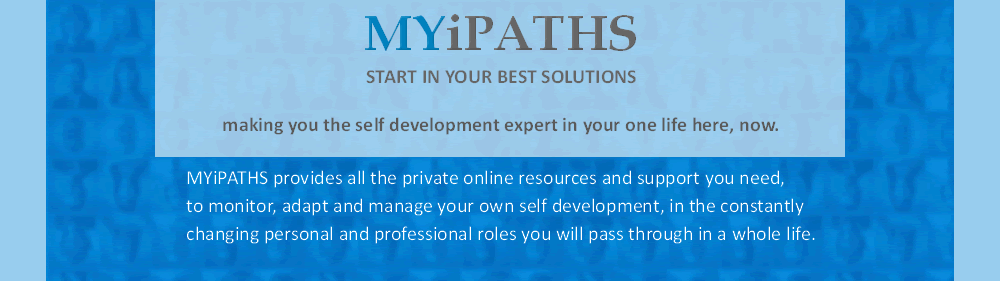 MYiPATHS
START IN YOUR BEST SOLUTIONS
making you the self development expert in your one life here, now.
MYiPATHS provides all the private online resources and support you need,
to monitor, adapt and manage your own self development, in the constantly
changing personal and professional roles you will pass through in a whole life.